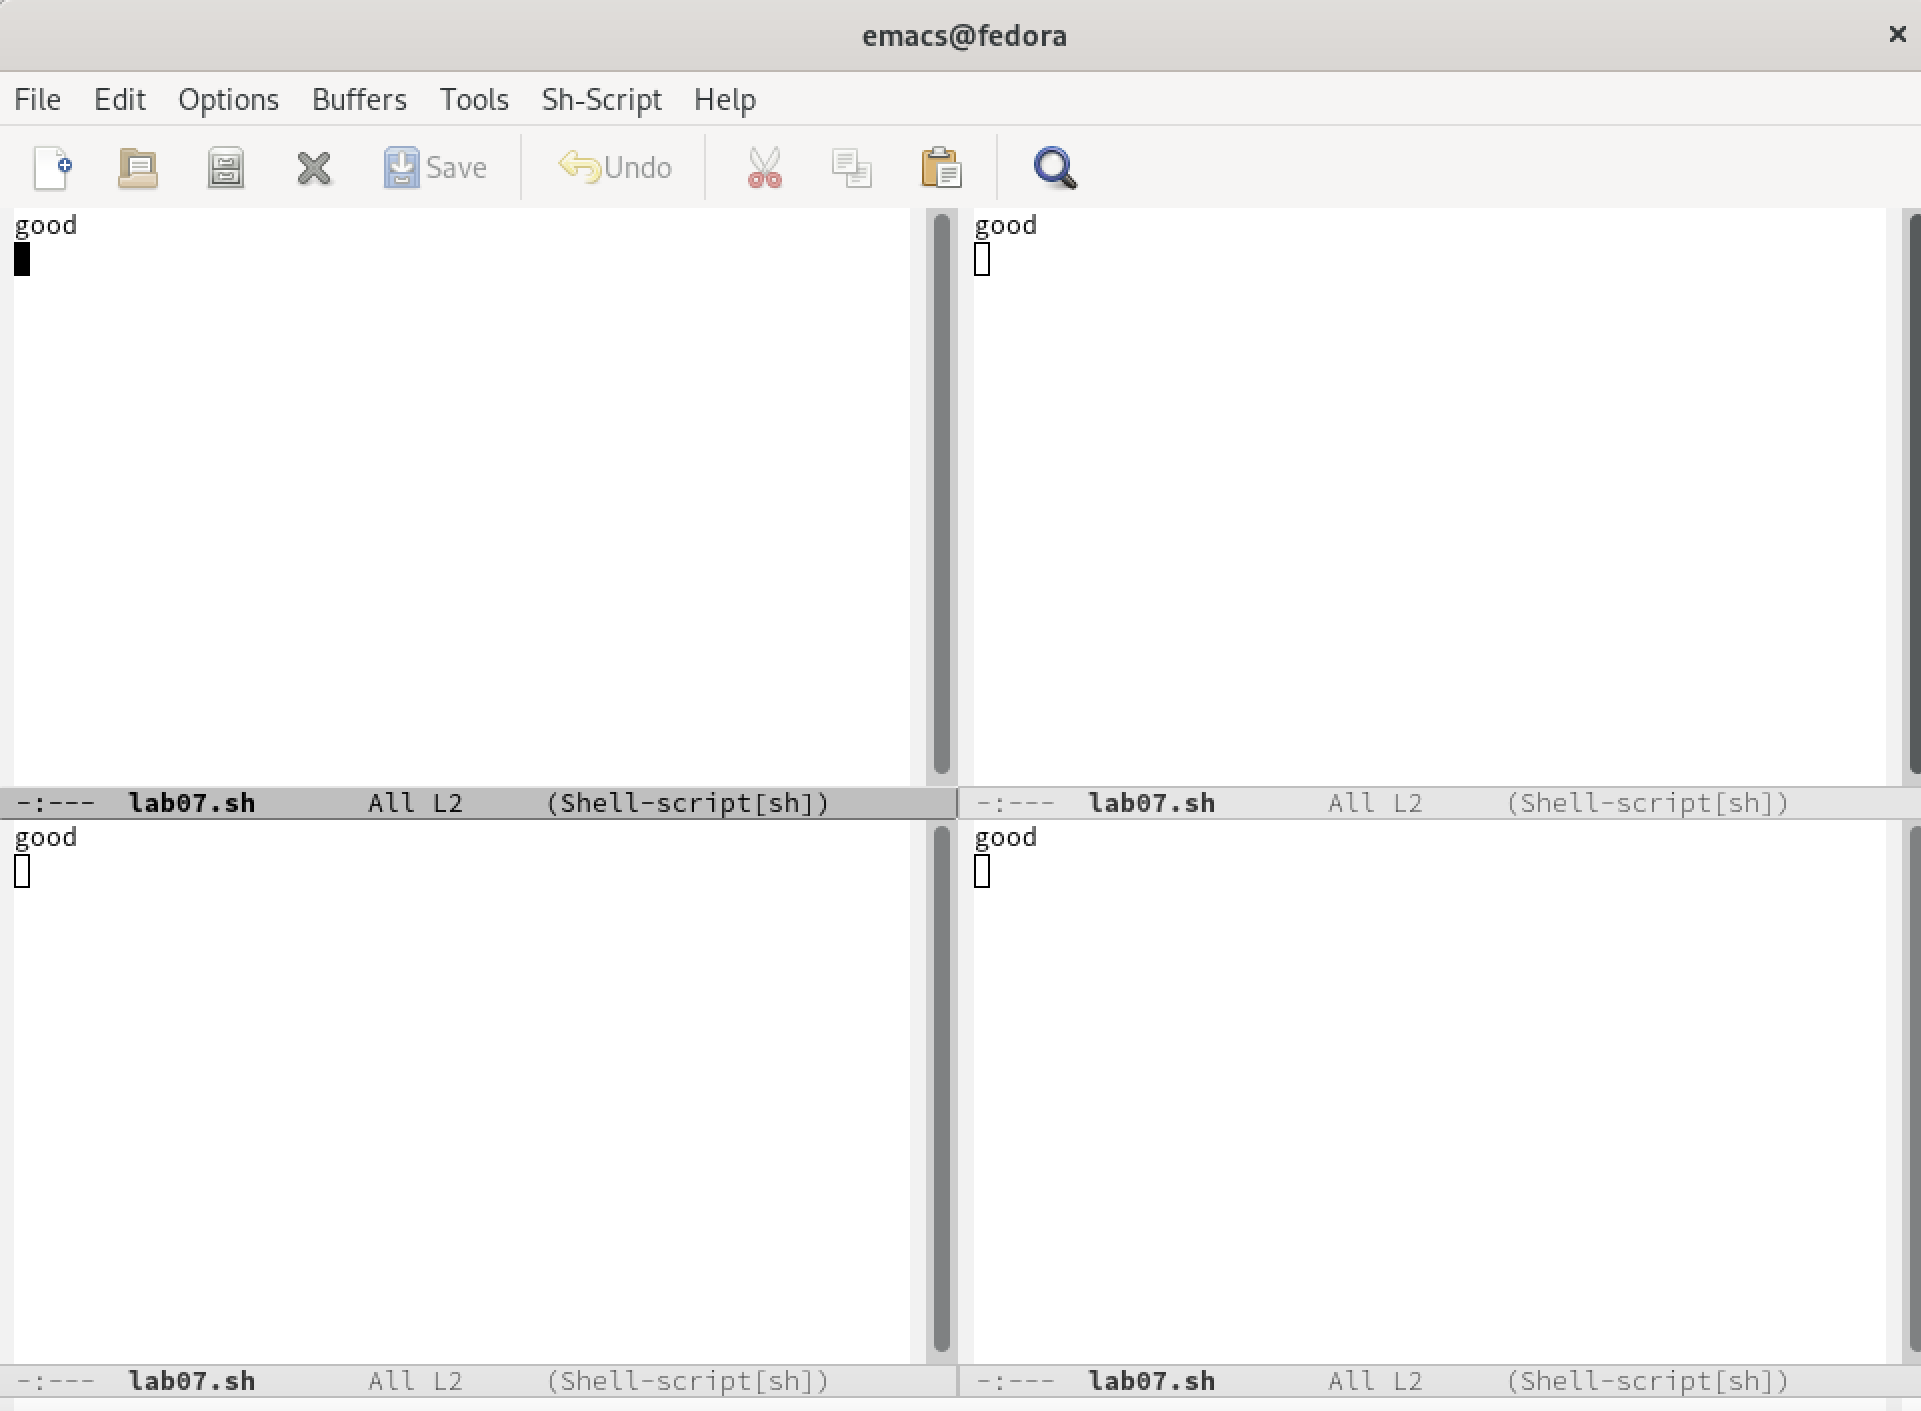 emacs@fedora
File Edit Options Buffers Tools Sh-Script Help
Save Undo
good
good
-:--- lab07.sh All L2 (Shell-script[sh])
-:--- lab07.sh All L2 (Shell-script[sh])
good
good
-:--- lab07.sh All L2 (Shell-script[sh])
-:--- lab07.sh All L2 (Shell-script[sh])